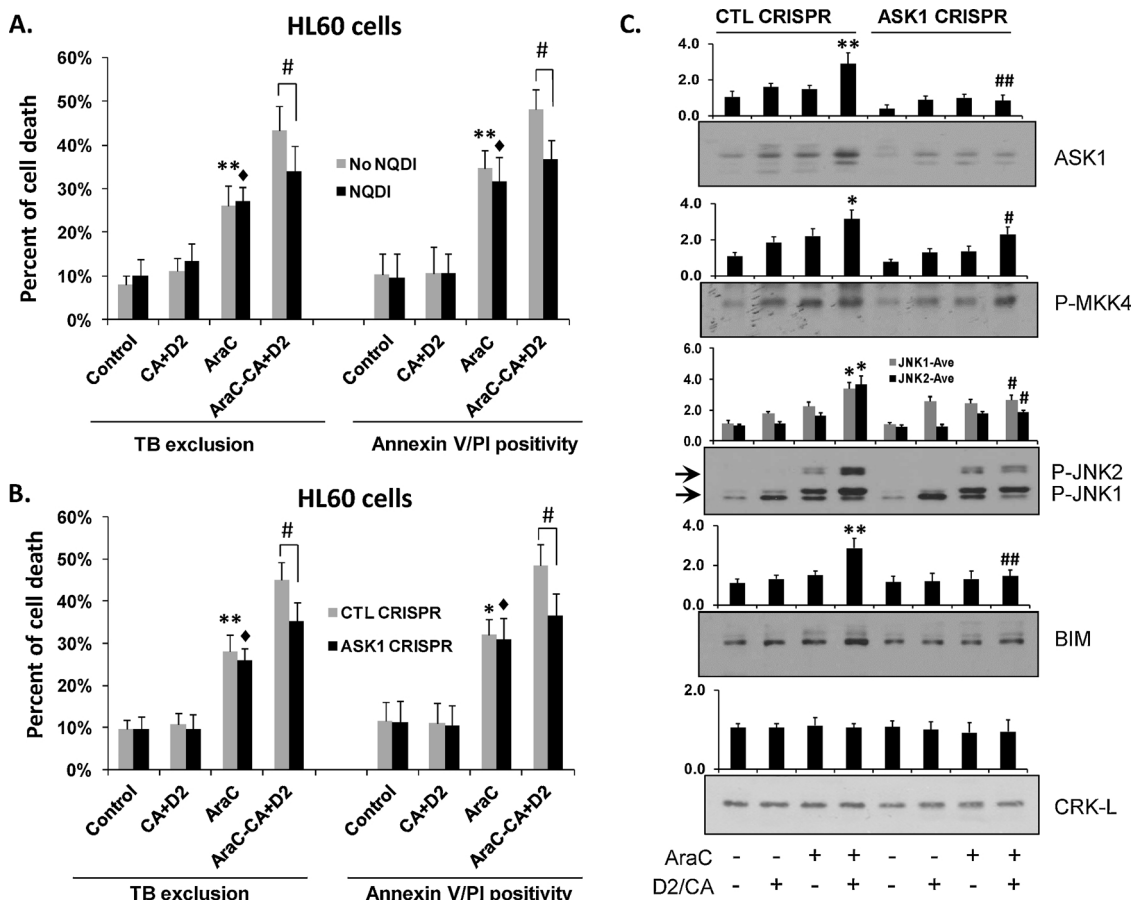 A.
HL60 cells
Percent of cell death
60%
50%
40%
30%
20%
10%
0%
#
#
**
♦
**
♦
No NQDI
NQDI
Control
CA+D2
AraC
AraC-CA+D2
Control
CA+D2
AraC
AraC-CA+D2
TB exclusion
Annexin V/PI positivity
B.
HL60 cells
Percent of cell death
60%
50%
40%
30%
20%
10%
0%
#
#
**
♦
*
♦
CTL CRISPR
ASK1 CRISPR
Control
CA+D2
AraC
AraC-CA+D2
Control
CA+D2
AraC
AraC-CA+D2
TB exclusion
Annexin V/PI positivity
C.
CTL CRISPR
ASK1 CRISPR
4.0
2.0
0.0
**
##
ASK1
4.0
2.0
0.0
*
#
P-MKK4
6.0
4.0
2.0
0.0
JNK1-Ave
JNK2-Ave
* *
# #
P-JNK2
P-JNK1
4.0
2.0
0.0
**
##
BIM
2.0
1.0
0.0
CRK-L
AraC - - + + - - + +
D2/CA - + - + - + - +